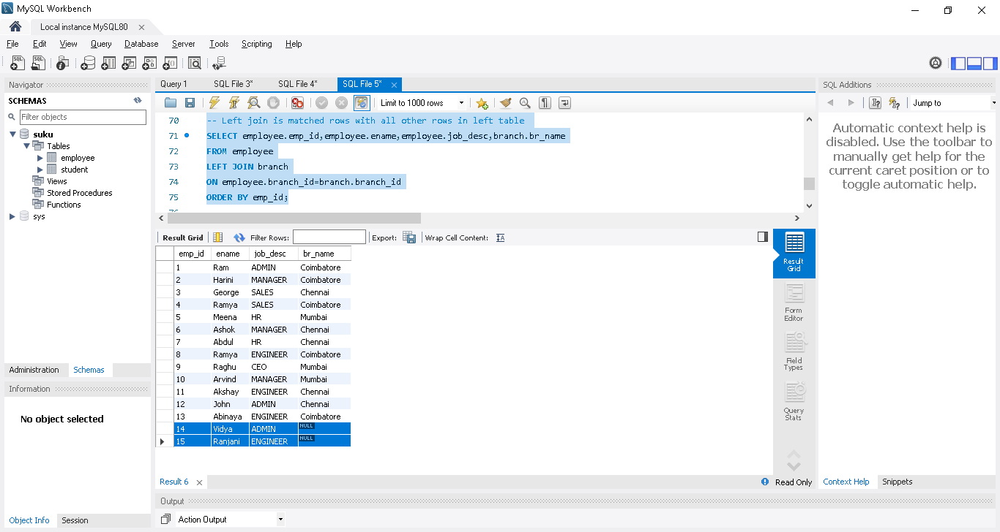 MySQL Workbench
Local instance MySQL80
File Edit View Query Database Server Tools Scripting Help
Navigator
SCHEMAS
Filter objects
suku
Tables
employee
student
Views
Stored Procedures
Functions
sys
Administration Schemas
Information
No object selected
Object Info Session
Query 1 SQL File 3* SQL File 4* SQL File 5*
Limit to 1000 rows
70 -- Left join is matched rows with all other rows in left table
71 SELECT employee.emp_id,employee.ename,employee.job_desc,branch.br_name
72 FROM employee
73 LEFT JOIN branch
74 ON employee.branch_id=branch.branch_id
75 ORDER BY emp_id;
Result Grid Filter Rows: Export: Wrap Cell Content:
emp_id ename job_desc br_name
1 Ram ADMIN Coimbatore
2 Harini MANAGER Coimbatore
3 George SALES Chennai
4 Ramya SALES Coimbatore
5 Meena HR Mumbai
6 Ashok MANAGER Chennai
7 Abdul HR Chennai
8 Ramya ENGINEER Coimbatore
9 Raghu CEO Mumbai
10 Arvind MANAGER Mumbai
11 Akshay ENGINEER Chennai
12 John ADMIN Chennai
13 Abinaya ENGINEER Coimbatore
14 Vidya ADMIN NULL
15 Ranjani ENGINEER NULL
Result
Grid
Form
Editor
Field
Types
Query
Stats
Result 6
Read Only
Output
Action Output
SQL Additions
Jump to
Automatic context help is
disabled. Use the toolbar to
manually get help for the
current caret position or to
toggle automatic help.
Context Help Snippets